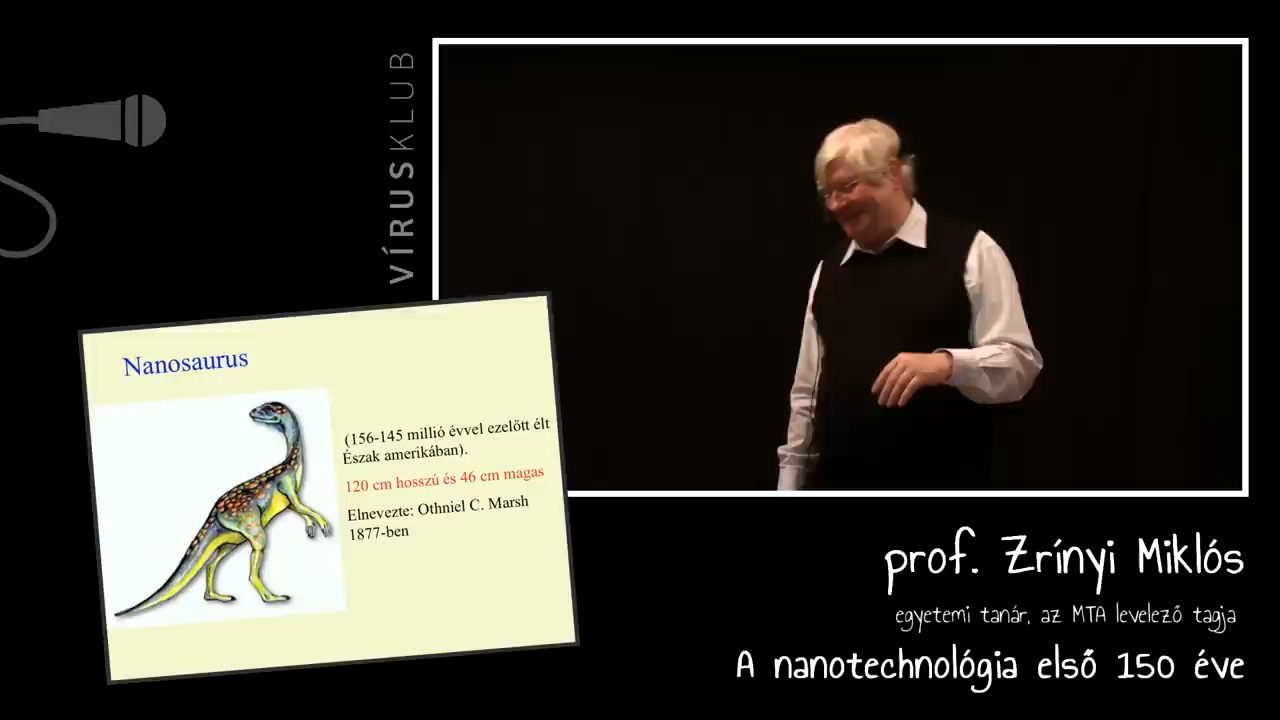 VÍRUSKLUB
Nanosaurus
(156-145 millió évvel ezelőtt élt
Észak amerikában).
120 cm hosszú és 46 cm magas
Elnevezte: Othniel C. Marsh
1877-ben
prof. Zrínyi Miklós
egyetemi tanár, az MTA levelező tagja
A nanotechnológia első 150 éve